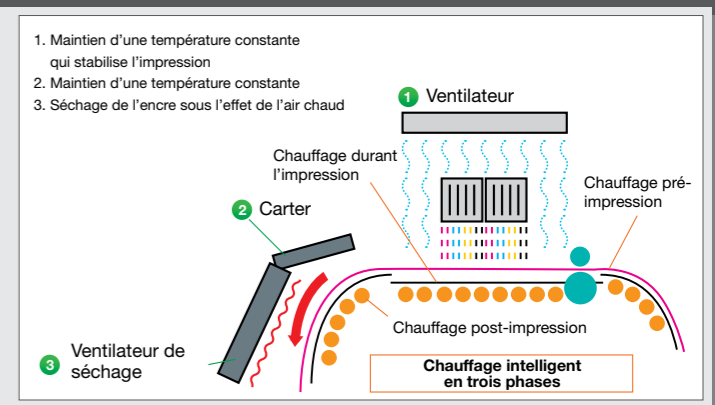 1. Maintien d’une température constante
qui stabilise l’impression
2. Maintien d’une température constante
3. Séchage de l’encre sous l’effet de l’air chaud
1 Ventilateur
Chauffage durant
l’impression
Chauffage pré-
impression
2 Carter
Chauffage post-impression
3 Ventilateur de
séchage
Chauffage intelligent
en trois phases